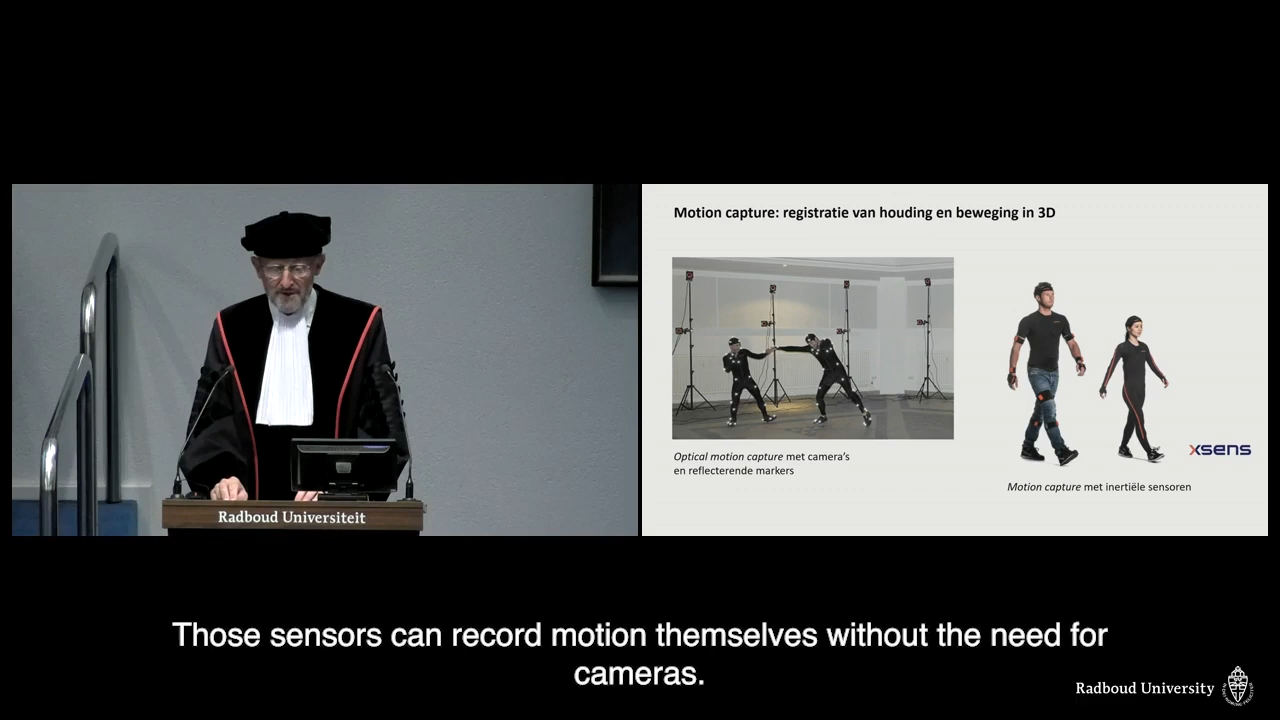 Motion capture: registratie van houding en beweging in 3D
Optical motion capture met camera's
en reflecterende markers
xsens
Motion capture met inertiële sensoren
Radboud Universiteit
Those sensors can record motion themselves without the need for
cameras.
Radboud University